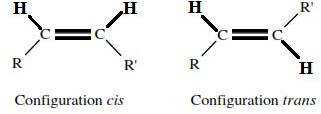 H H H R'
C C C C
R R' R H
Configuration cis Configuration trans